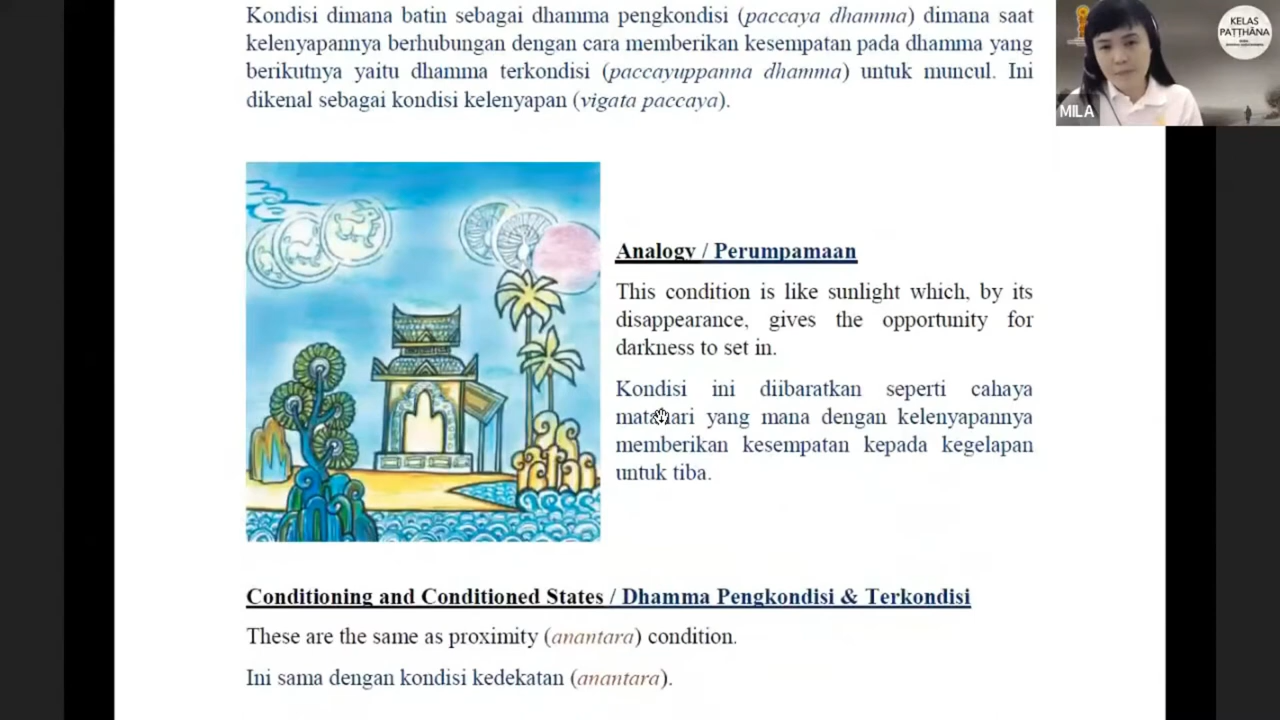 Kondisi dimana batin sebagai dhamma pengkondisi (paccaya dhamma) dimana saat
kelenyapannya berhubungan dengan cara memberikan kesempatan pada dhamma yang
berikutnya yaitu dhamma terkondisi (paccayuppanna dhamma) untuk muncul. Ini
dikenal sebagai kondisi kelenyapan (vigata paccaya).
KELAS
PATTHĀNA
MILA
Analogy / Perumpamaan
This condition is like sunlight which, by its
disappearance, gives the opportunity for
darkness to set in.
Kondisi ini diibaratkan seperti cahaya
matahari yang mana dengan kelenyapannya
memberikan kesempatan kepada kegelapan
untuk tiba.
Conditioning and Conditioned States / Dhamma Pengkondisi & Terkondisi
These are the same as proximity (anantara) condition.
Ini sama dengan kondisi kedekatan (anantara).